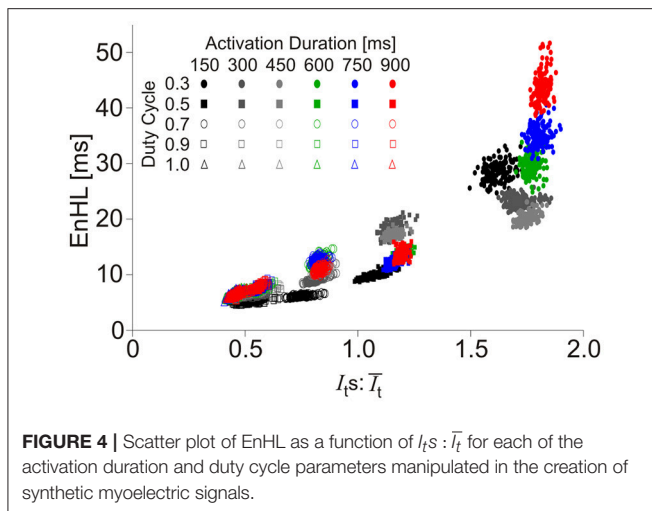 Activation Duration [ms]
150 300 450 600 750 900
Duty Cycle
0.3
0.5
0.7
0.9
1.0
EnHL [ms]
50
40
30
20
10
0
0 0.5 1.0 1.5 2.0
Iₜs : I̅ₜ
FIGURE 4 | Scatter plot of EnHL as a function of Iₜs : I̅ₜ for each of the
activation duration and duty cycle parameters manipulated in the creation of
synthetic myoelectric signals.